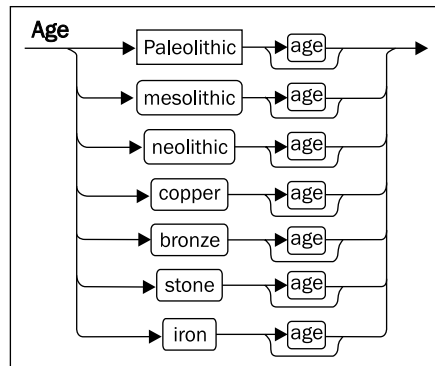 Age
Paleolithic age
mesolithic age
neolithic age
copper age
bronze age
stone age
iron age